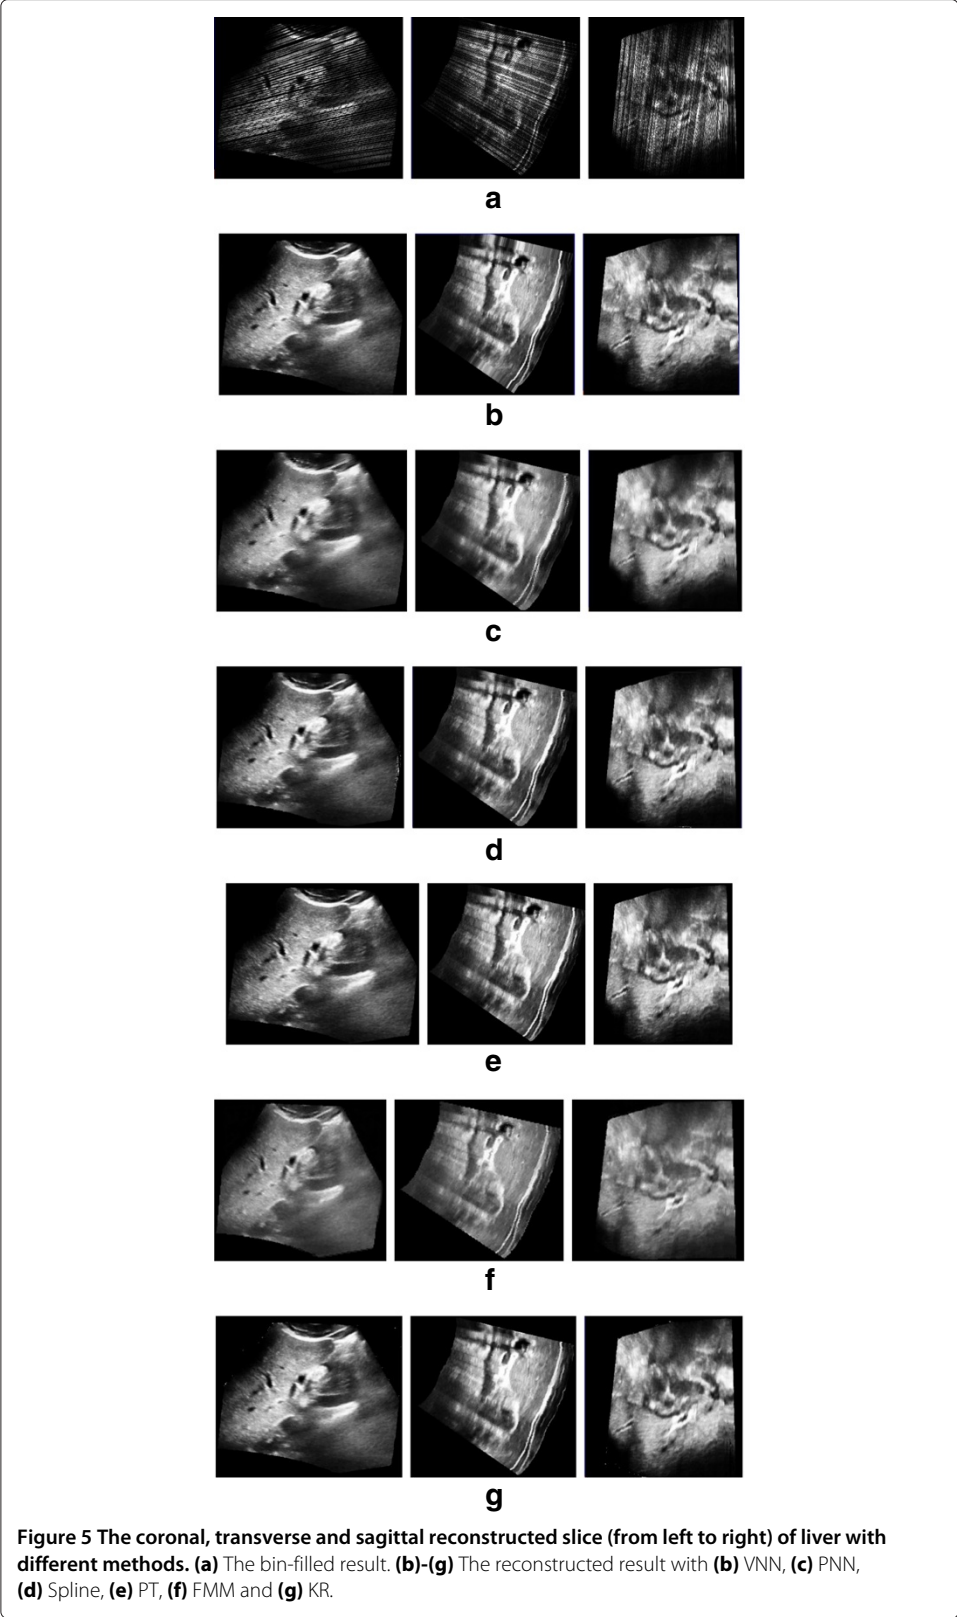 a
b
c
d
e
f
g
Figure 5 The coronal, transverse and sagittal reconstructed slice (from left to right) of liver with
different methods. (a) The bin-filled result. (b)-(g) The reconstructed result with (b) VNN, (c) PNN,
(d) Spline, (e) PT, (f) FMM and (g) KR.